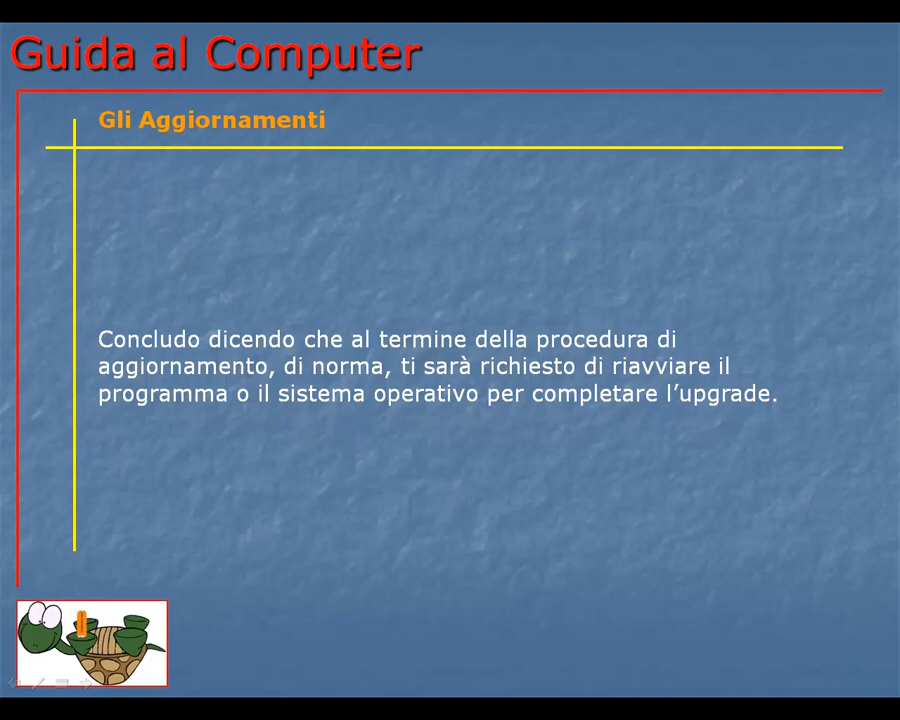 Guida al Computer
Gli Aggiornamenti
Concludo dicendo che al termine della procedura di
aggiornamento, di norma, ti sarà richiesto di riavviare il
programma o il sistema operativo per completare l’upgrade.